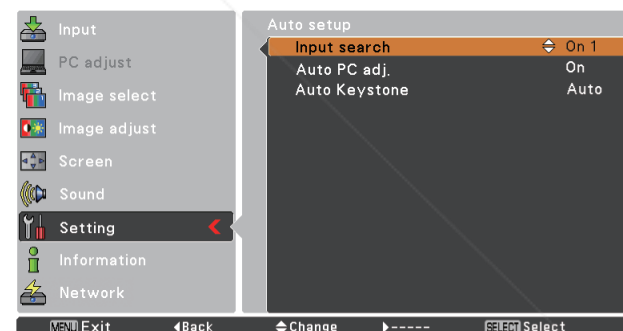 Input
PC adjust
Image select
Image adjust
Screen
Sound
Setting
Information
Network
Auto setup
Input search On 1
Auto PC adj. On
Auto Keystone Auto
MENU Exit ◀Back Change ▶----- SELECT Select